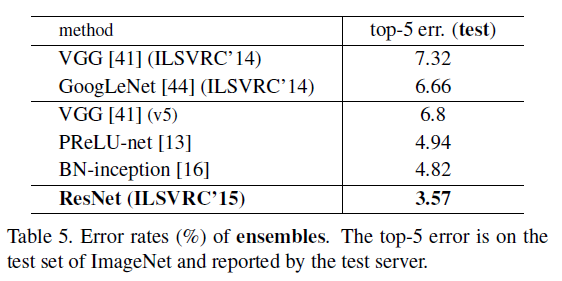 method top-5 err. (test)
VGG [41] (ILSVRC’14) 7.32
GoogLeNet [44] (ILSVRC’14) 6.66
VGG [41] (v5) 6.8
PReLU-net [13] 4.94
BN-inception [16] 4.82
ResNet (ILSVRC’15) 3.57
Table 5. Error rates (%) of ensembles. The top-5 error is on the
test set of ImageNet and reported by the test server.